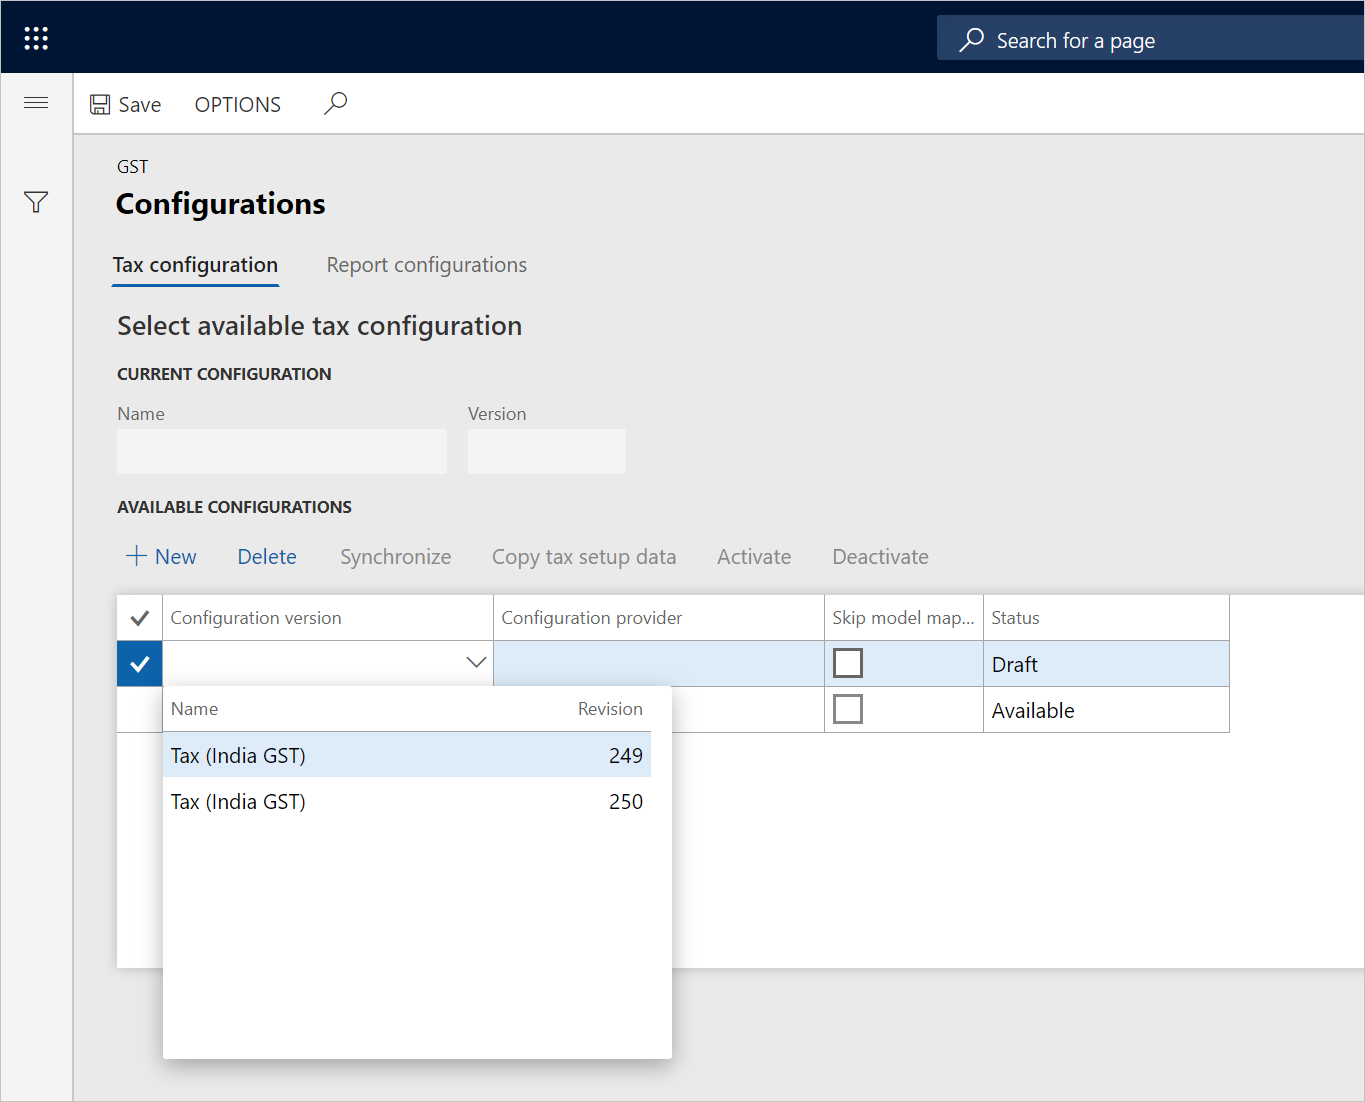 Search for a page
Save OPTIONS
GST
Configurations
Tax configuration Report configurations
Select available tax configuration
CURRENT CONFIGURATION
Name Version
AVAILABLE CONFIGURATIONS
New Delete Synchronize Copy tax setup data Activate Deactivate
Configuration version Configuration provider Skip model map... Status
Draft
Available
Name Revision
Tax (India GST) 249
Tax (India GST) 250